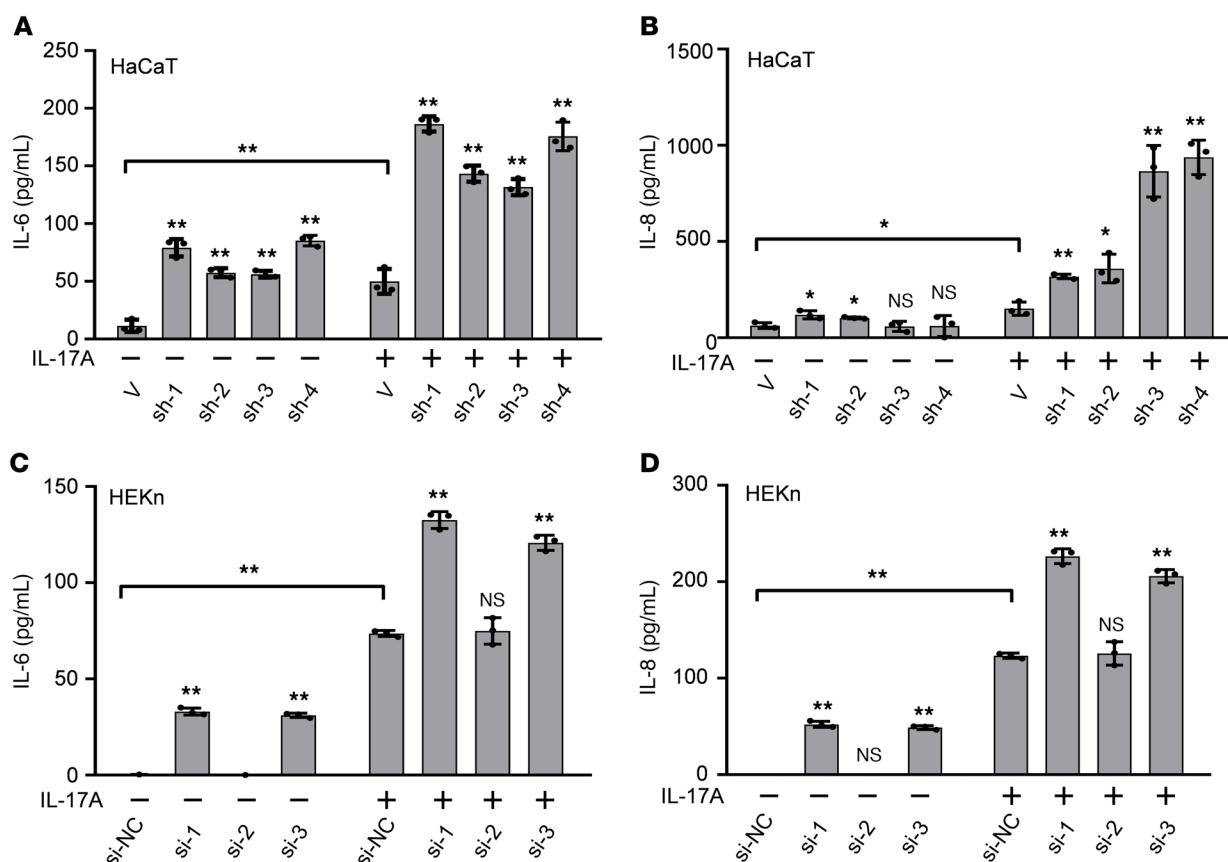 A
HaCaT
IL-6 (pg/mL)
250
200
150
100
50
0
**
** ** ** **
** ** ** **
IL-17A − − − − − + + + + +
V sh-1 sh-2 sh-3 sh-4 V sh-1 sh-2 sh-3 sh-4
B
HaCaT
IL-8 (pg/mL)
1500
1000
500
0
*
* * NS NS
** * ** **
IL-17A − − − − − + + + + +
V sh-1 sh-2 sh-3 sh-4 V sh-1 sh-2 sh-3 sh-4
C
HEKn
IL-6 (pg/mL)
150
100
50
0
**
** **
** NS **
IL-17A − − − − + + + +
si-NC si-1 si-2 si-3 si-NC si-1 si-2 si-3
D
HEKn
IL-8 (pg/mL)
300
200
100
0
**
** NS **
** NS **
IL-17A − − − − + + + +
si-NC si-1 si-2 si-3 si-NC si-1 si-2 si-3